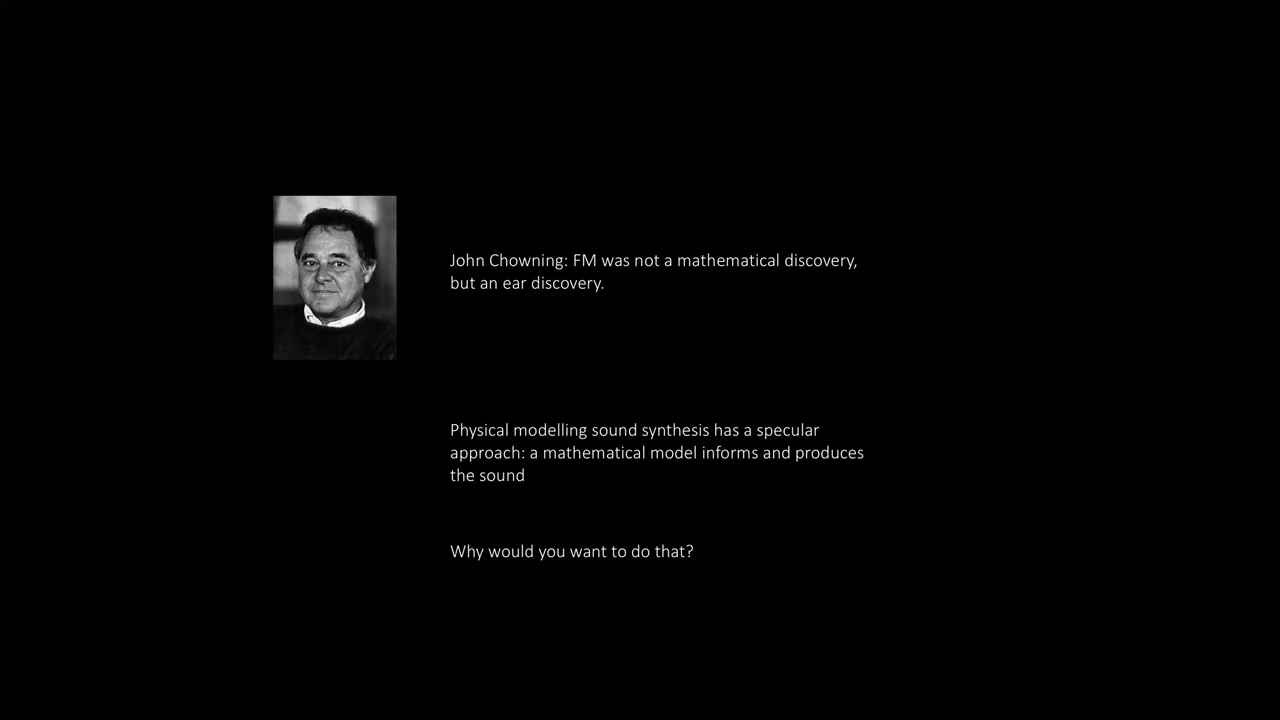 John Chowning: FM was not a mathematical discovery,
but an ear discovery.
Physical modelling sound synthesis has a specular
approach: a mathematical model informs and produces
the sound
Why would you want to do that?